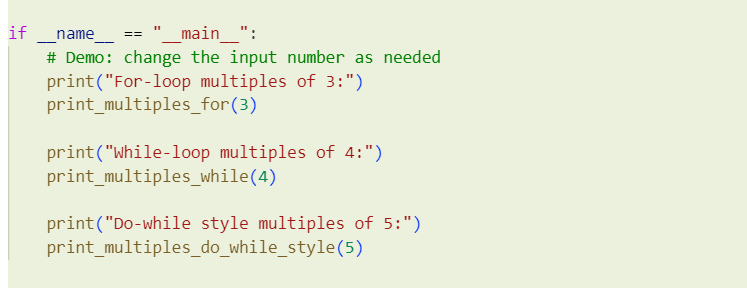 if __name__ == "__main__":
    # Demo: change the input number as needed
    print("For-loop multiples of 3:")
    print_multiples_for(3)

    print("While-loop multiples of 4:")
    print_multiples_while(4)

    print("Do-while style multiples of 5:")
    print_multiples_do_while_style(5)